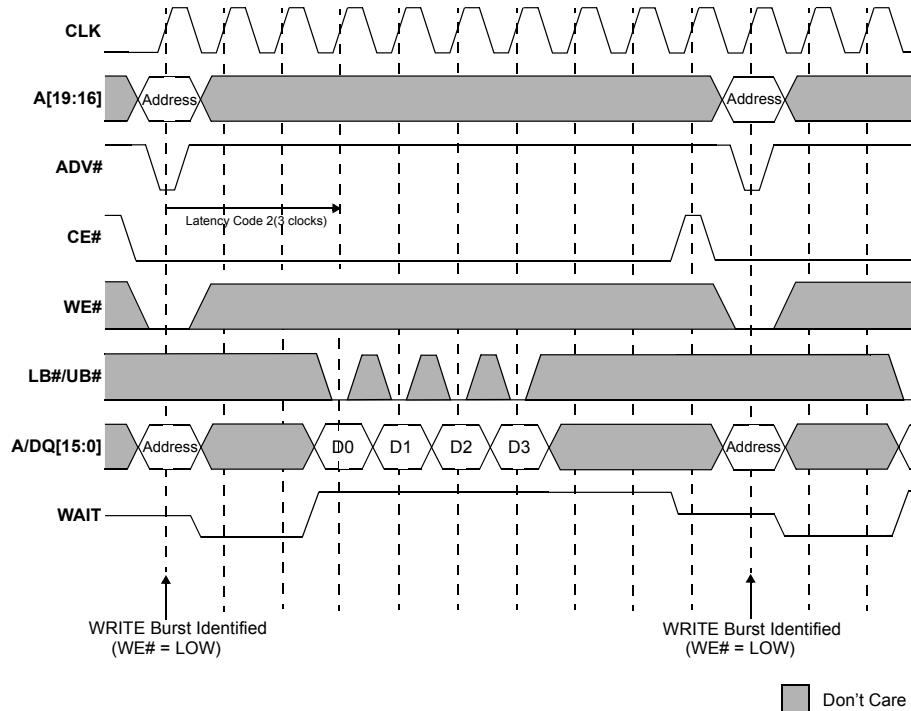 CLK
A[19:16] Address Address
ADV#
Latency Code 2(3 clocks)
CE#
WE#
LB#/UB#
A/DQ[15:0] Address D0 D1 D2 D3 Address
WAIT
WRITE Burst Identified
(WE# = LOW)
WRITE Burst Identified
(WE# = LOW)
Don't Care